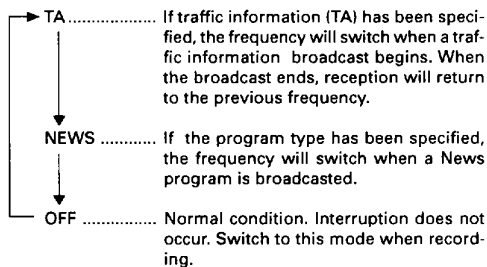 TA .............. If traffic information (TA) has been speci-
fied, the frequency will switch when a traf-
fic information broadcast begins. When
the broadcast ends, reception will return
to the previous frequency.
NEWS ............ If the program type has been specified,
the frequency will switch when a News
program is broadcasted.
OFF ................ Normal condition. Interruption does not
occur. Switch to this mode when record-
ing.